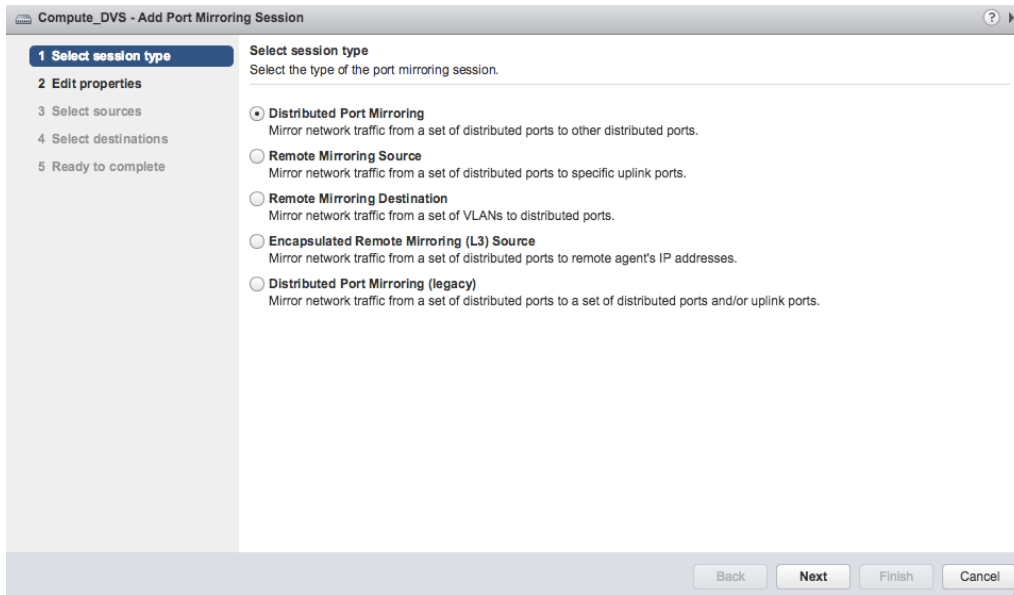 Compute_DVS - Add Port Mirroring Session
?
1 Select session type
2 Edit properties
3 Select sources
4 Select destinations
5 Ready to complete
Select session type
Select the type of the port mirroring session.
Distributed Port Mirroring
Mirror network traffic from a set of distributed ports to other distributed ports.
Remote Mirroring Source
Mirror network traffic from a set of distributed ports to specific uplink ports.
Remote Mirroring Destination
Mirror network traffic from a set of VLANs to distributed ports.
Encapsulated Remote Mirroring (L3) Source
Mirror network traffic from a set of distributed ports to remote agent's IP addresses.
Distributed Port Mirroring (legacy)
Mirror network traffic from a set of distributed ports to a set of distributed ports and/or uplink ports.
Back Next Finish Cancel